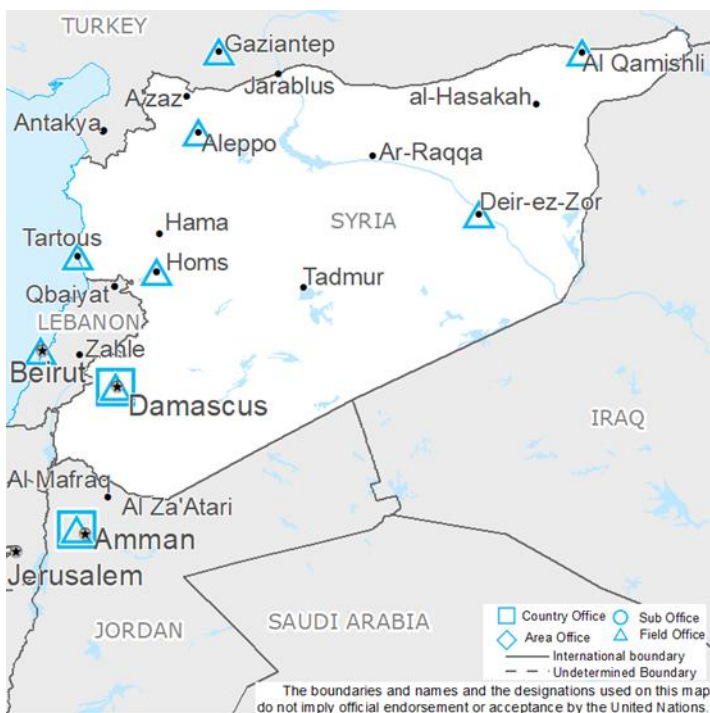 TURKEY
Gaziantep
Al Qamishli
Jarablus
A'zaz
al-Hasakah
Antakya
Aleppo
Ar-Raqqa
Deir-ez-Zor
Hama
SYRIA
Tartous
Homs
Tadmur
Qbaiyat
LEBANON
Zahle
Beirut
Damascus
IRAQ
Al-Mafraq
Al Za'Atari
Amman
Jerusalem
SAUDI ARABIA
JORDAN
Country Office
Sub Office
Area Office
Field Office
International boundary
Undetermined Boundary
The boundaries and names and the designations used on this map
do not imply official endorsement or acceptance by the United Nations.